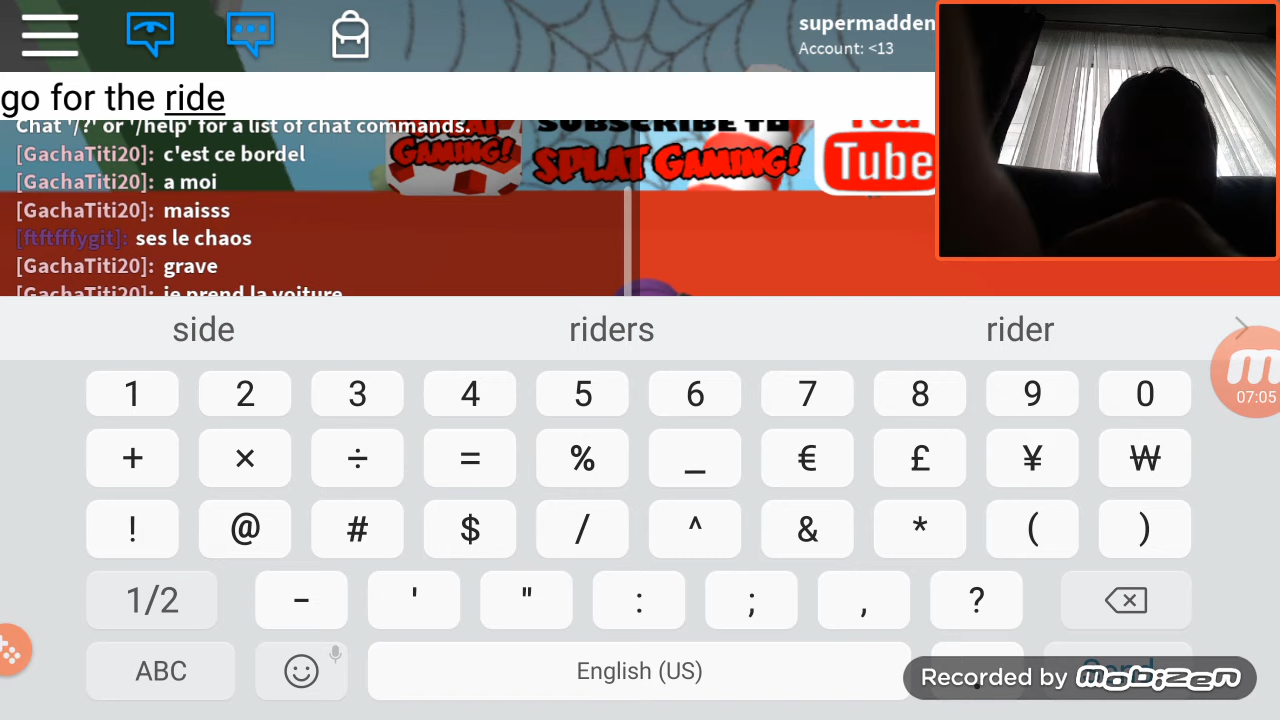 supermadden
Account: <13
go for the ride
Chat '/?' or '/help' for a list of chat commands.
[GachaTiti20]: c'est ce bordel
[GachaTiti20]: a moi
[GachaTiti20]: maisss
[ftftfffygit]: ses le chaos
[GachaTiti20]: grave
[GachaTiti20]: je prend la voiture
GAMING!
SUBSCRIBE TO
SPLAT GAMING!
You
Tube
side riders rider
07:05
1 2 3 4 5 6 7 8 9 0
+ × ÷ = % _ € £ ¥ ₩
! @ # $ / ^ & * ( )
1/2 - ' " : ; , ?
ABC English (US)
Recorded by mobizen